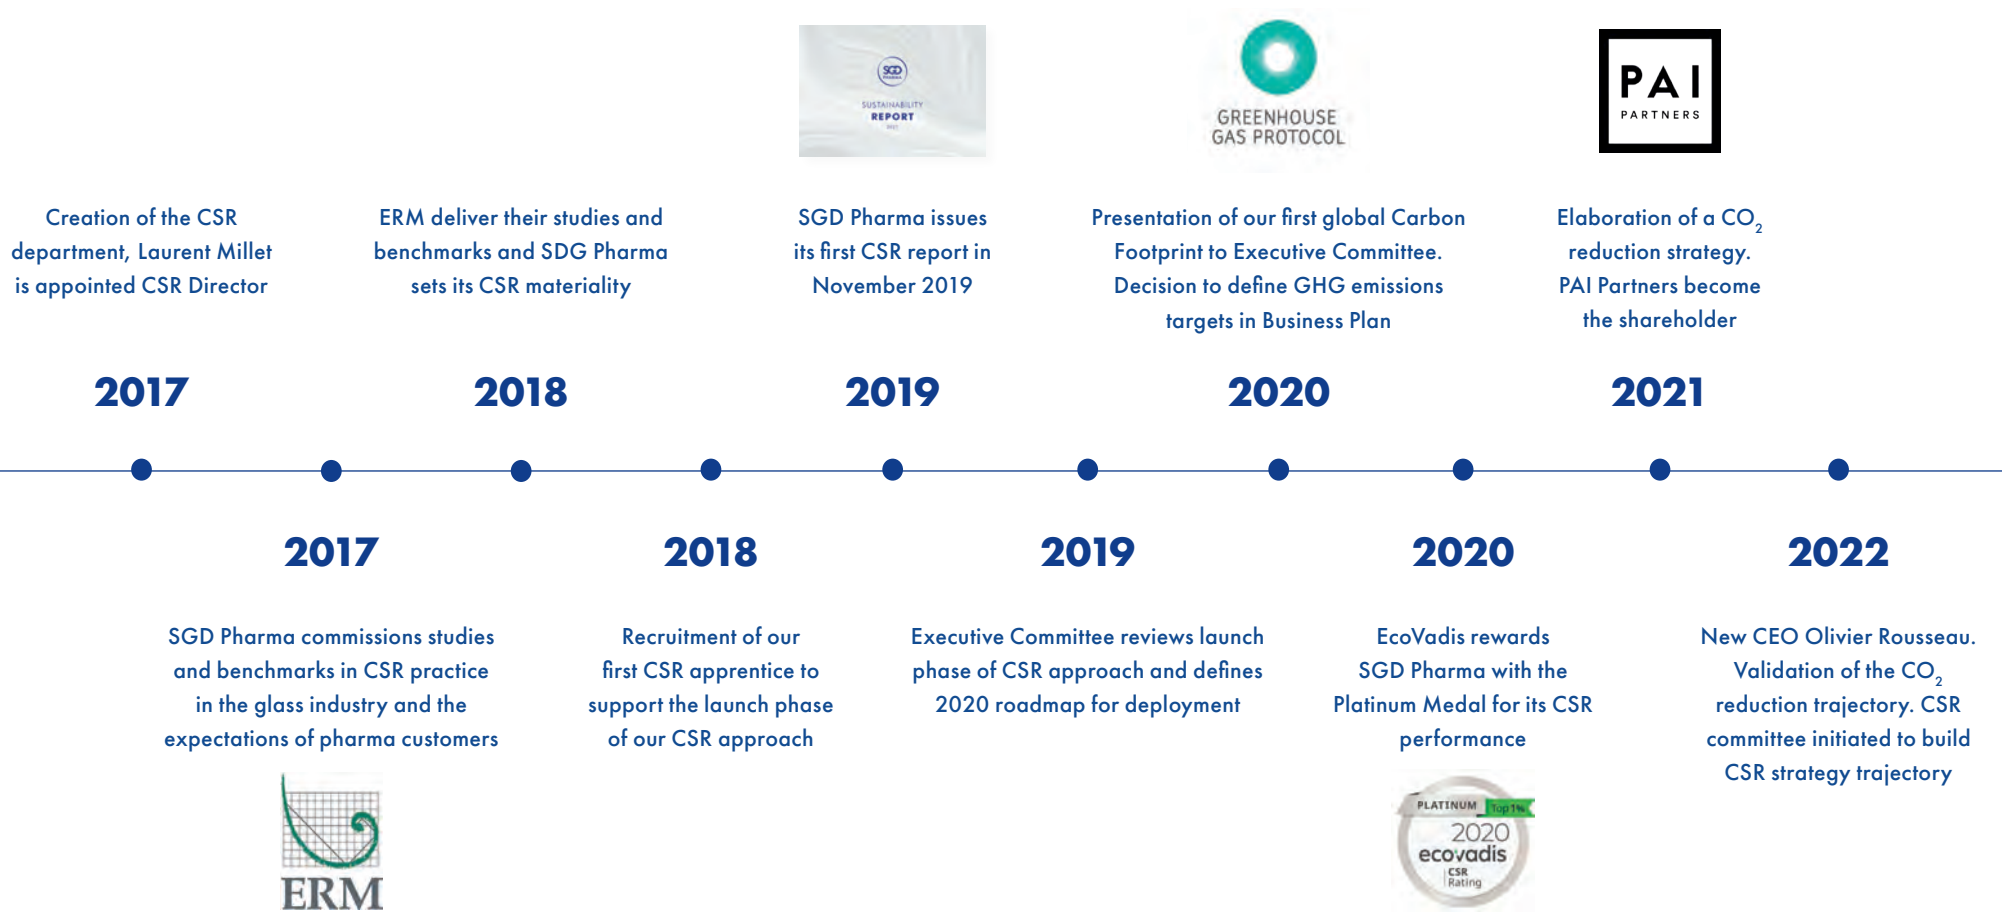 SGD
PHARMA
SUSTAINABILITY
REPORT
GREENHOUSE
GAS PROTOCOL
PAI
PARTNERS
Creation of the CSR
department, Laurent Millet
is appointed CSR Director
ERM deliver their studies and
benchmarks and SDG Pharma
sets its CSR materiality
SGD Pharma issues
its first CSR report in
November 2019
Presentation of our first global Carbon
Footprint to Executive Committee.
Decision to define GHG emissions
targets in Business Plan
Elaboration of a CO₂
reduction strategy.
PAI Partners become
the shareholder
2017
2018
2019
2020
2021
2017
2018
2019
2020
2022
SGD Pharma commissions studies
and benchmarks in CSR practice
in the glass industry and the
expectations of pharma customers
Recruitment of our
first CSR apprentice to
support the launch phase
of our CSR approach
Executive Committee reviews launch
phase of CSR approach and defines
2020 roadmap for deployment
EcoVadis rewards
SGD Pharma with the
Platinum Medal for its CSR
performance
New CEO Olivier Rousseau.
Validation of the CO₂
reduction trajectory. CSR
committee initiated to build
CSR strategy trajectory
ERM
PLATINUM
Top 1%
2020
ecovadis
CSR
Rating